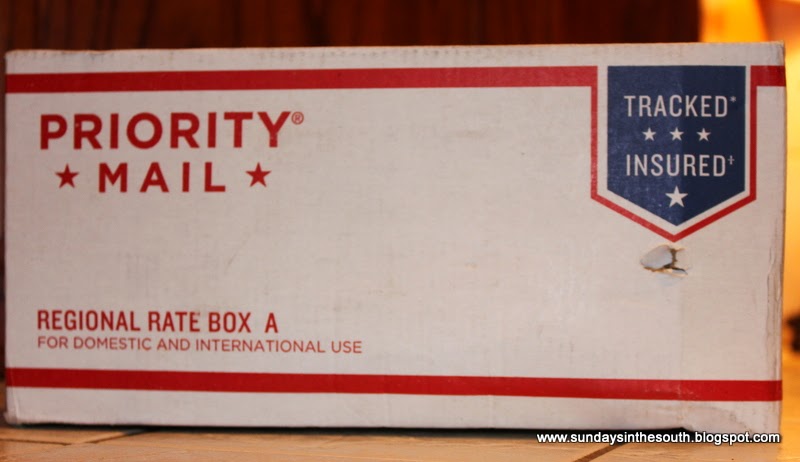 PRIORITY®
★ MAIL ★
TRACKED*
★ ★ ★
INSURED†
★
REGIONAL RATE BOX A
FOR DOMESTIC AND INTERNATIONAL USE
www.sundaysinthesouth.blogspot.com